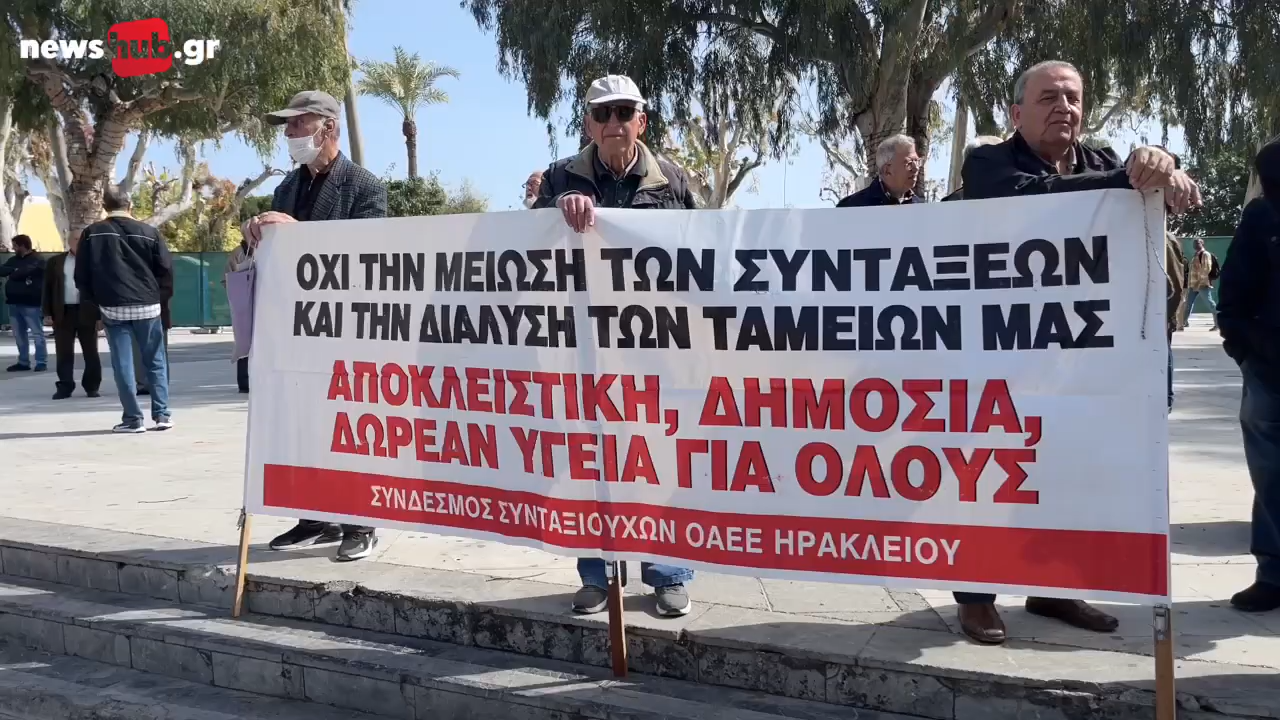 newshub.gr
ΟΧΙ ΤΗΝ ΜΕΙΩΣΗ ΤΩΝ ΣΥΝΤΑΞΕΩΝ
ΚΑΙ ΤΗΝ ΔΙΑΛΥΣΗ ΤΩΝ ΤΑΜΕΙΩΝ ΜΑΣ
ΑΠΟΚΛΕΙΣΤΙΚΗ, ΔΗΜΟΣΙΑ,
ΔΩΡΕΑΝ ΥΓΕΙΑ ΓΙΑ ΟΛΟΥΣ
ΣΥΝΔΕΣΜΟΣ ΣΥΝΤΑΞΙΟΥΧΩΝ ΟΑΕΕ ΗΡΑΚΛΕΙΟΥ